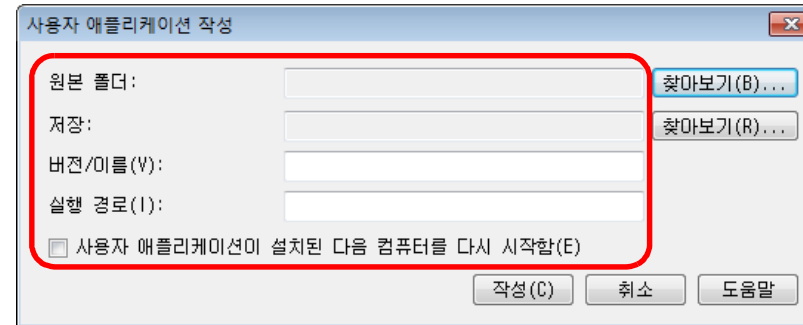 사용자 애플리케이션 작성
원본 폴더: 찾아보기(B)...
저장: 찾아보기(R)...
버전/이름(V):
실행 경로(I):
사용자 애플리케이션이 설치된 다음 컴퓨터를 다시 시작함(E)
작성(C) 취소 도움말